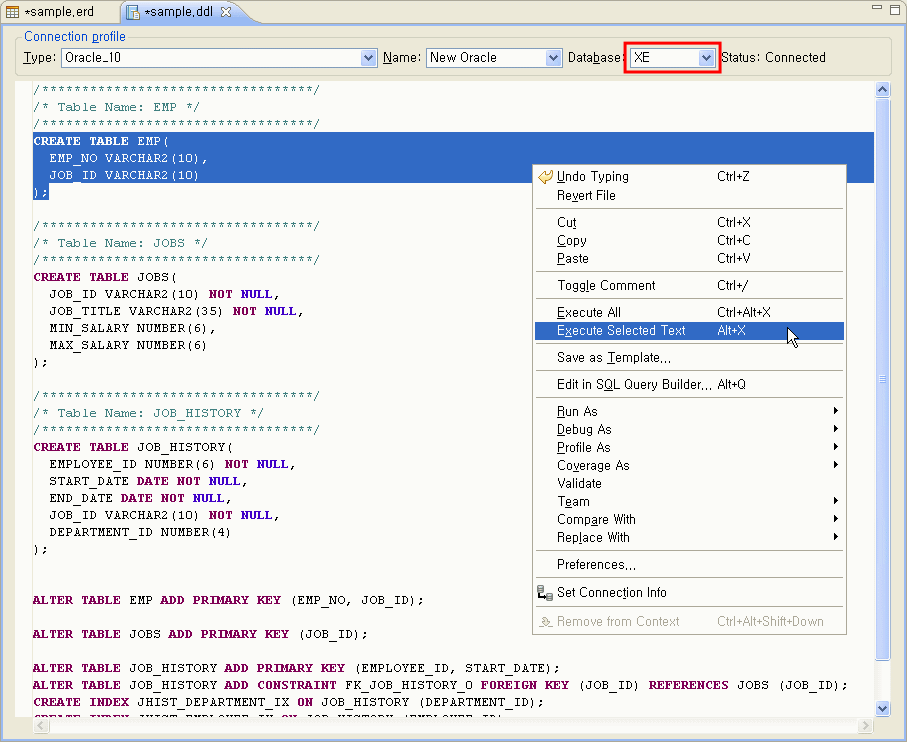 *sample.erd
*sample.ddl
Connection profile
Type: Oracle_10 Name: New Oracle Database: XE Status: Connected
/**********************************/
/* Table Name: EMP */
/**********************************/
CREATE TABLE EMP(
EMP_NO VARCHAR2(10),
JOB_ID VARCHAR2(10)
);
/**********************************/
/* Table Name: JOBS */
/**********************************/
CREATE TABLE JOBS(
JOB_ID VARCHAR2(10) NOT NULL,
JOB_TITLE VARCHAR2(35) NOT NULL,
MIN_SALARY NUMBER(6),
MAX_SALARY NUMBER(6)
);
/**********************************/
/* Table Name: JOB_HISTORY */
/**********************************/
CREATE TABLE JOB_HISTORY(
EMPLOYEE_ID NUMBER(6) NOT NULL,
START_DATE DATE NOT NULL,
END_DATE DATE NOT NULL,
JOB_ID VARCHAR2(10) NOT NULL,
DEPARTMENT_ID NUMBER(4)
);
ALTER TABLE EMP ADD PRIMARY KEY (EMP_NO, JOB_ID);
ALTER TABLE JOBS ADD PRIMARY KEY (JOB_ID);
ALTER TABLE JOB_HISTORY ADD PRIMARY KEY (EMPLOYEE_ID, START_DATE);
ALTER TABLE JOB_HISTORY ADD CONSTRAINT FK_JOB_HISTORY_0 FOREIGN KEY (JOB_ID) REFERENCES JOBS (JOB_ID);
CREATE INDEX JHIST_DEPARTMENT_IX ON JOB_HISTORY (DEPARTMENT_ID);
CREATE INDEX JHIST_EMPLOYEE_IX ON JOB_HISTORY (EMPLOYEE_ID)
Undo Typing Ctrl+Z
Revert File
Cut Ctrl+X
Copy Ctrl+C
Paste Ctrl+V
Toggle Comment Ctrl+/
Execute All Ctrl+Alt+X
Execute Selected Text Alt+X
Save as Template...
Edit in SQL Query Builder... Alt+Q
Run As
Debug As
Profile As
Coverage As
Validate
Team
Compare With
Replace With
Preferences...
Set Connection Info
Remove from Context Ctrl+Alt+Shift+Down